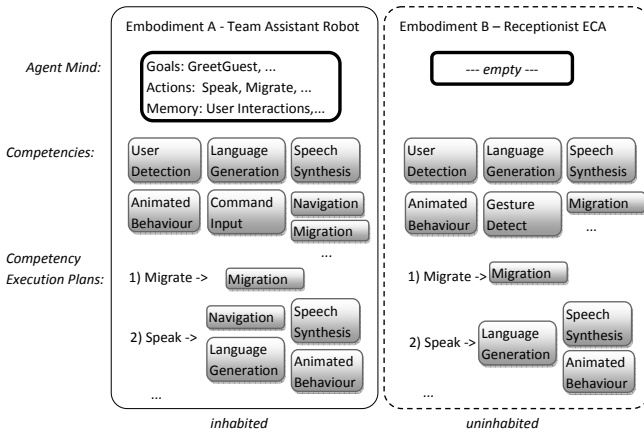 Embodiment A - Team Assistant Robot
Embodiment B – Receptionist ECA
Agent Mind:
Goals: GreetGuest, ...
Actions: Speak, Migrate, ...
Memory: User Interactions,...
--- empty ---
Competencies:
User
Detection
Language
Generation
Speech
Synthesis
Animated
Behaviour
Command
Input
Navigation
Migration
...
User
Detection
Language
Generation
Speech
Synthesis
Animated
Behaviour
Gesture
Detect
Migration
...
Competency
Execution Plans:
1) Migrate ->
Migration
2) Speak ->
Navigation
Language
Generation
Speech
Synthesis
Animated
Behaviour
...
1) Migrate ->
Migration
2) Speak ->
Language
Generation
Speech
Synthesis
Animated
Behaviour
...
inhabited
uninhabited